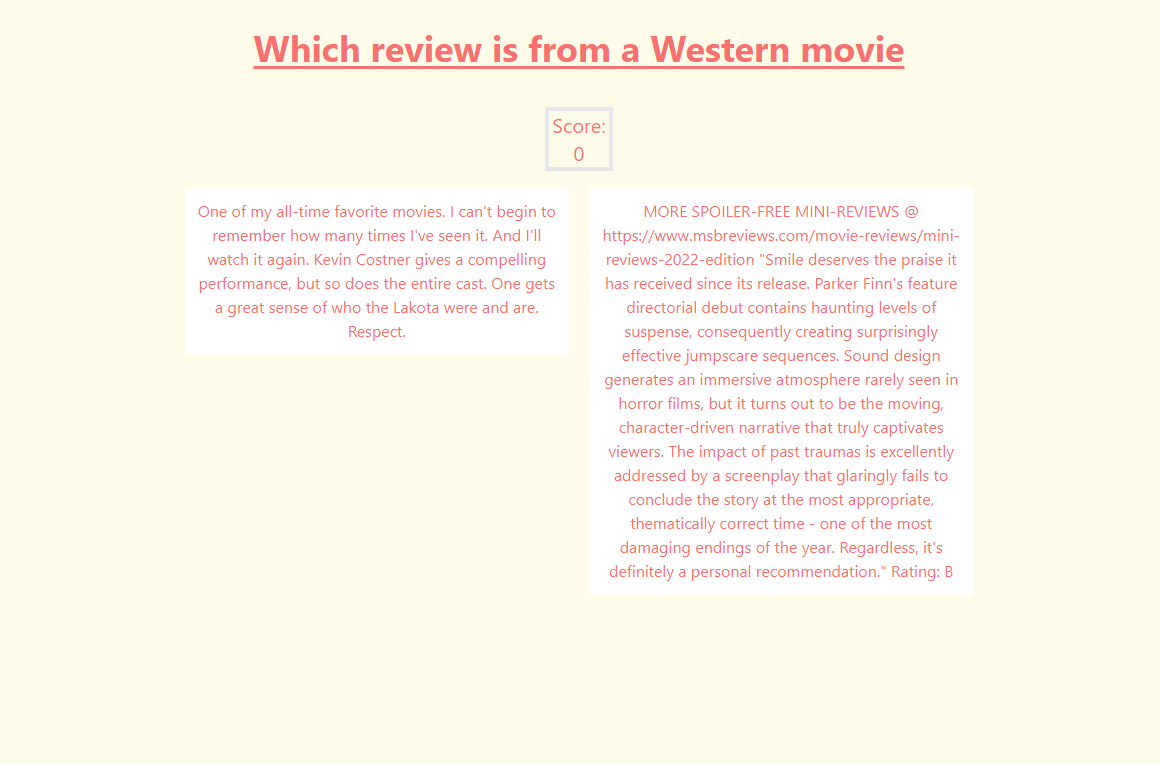 Which review is from a Western movie
Score:
0
One of my all-time favorite movies. I can't begin to
remember how many times I've seen it. And I'll
watch it again. Kevin Costner gives a compelling
performance, but so does the entire cast. One gets
a great sense of who the Lakota were and are.
Respect.
MORE SPOILER-FREE MINI-REVIEWS @
https://www.msbreviews.com/movie-reviews/mini-
reviews-2022-edition "Smile deserves the praise it
has received since its release. Parker Finn's feature
directorial debut contains haunting levels of
suspense, consequently creating surprisingly
effective jumpscare sequences. Sound design
generates an immersive atmosphere rarely seen in
horror films, but it turns out to be the moving,
character-driven narrative that truly captivates
viewers. The impact of past traumas is excellently
addressed by a screenplay that glaringly fails to
conclude the story at the most appropriate,
thematically correct time - one of the most
damaging endings of the year. Regardless, it's
definitely a personal recommendation." Rating: B